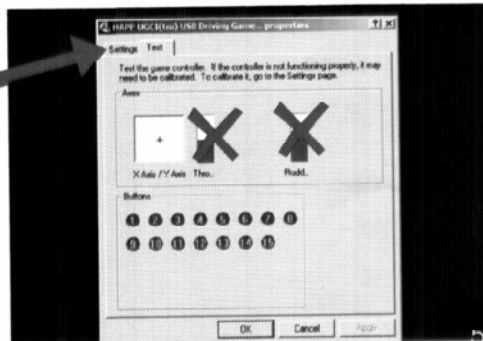 HAPP UGCI(tm) USB Driving Game... properties
Settings Test
Test the game controller. If the controller is not functioning properly, it may
need to be calibrated. To calibrate it, go to the Settings page.
Axes
X Axis / Y Axis Thro.. Rudd..
Buttons
1 2 3 4 5 6 7 8
9 10 11 12 13 14 15
OK Cancel Apply